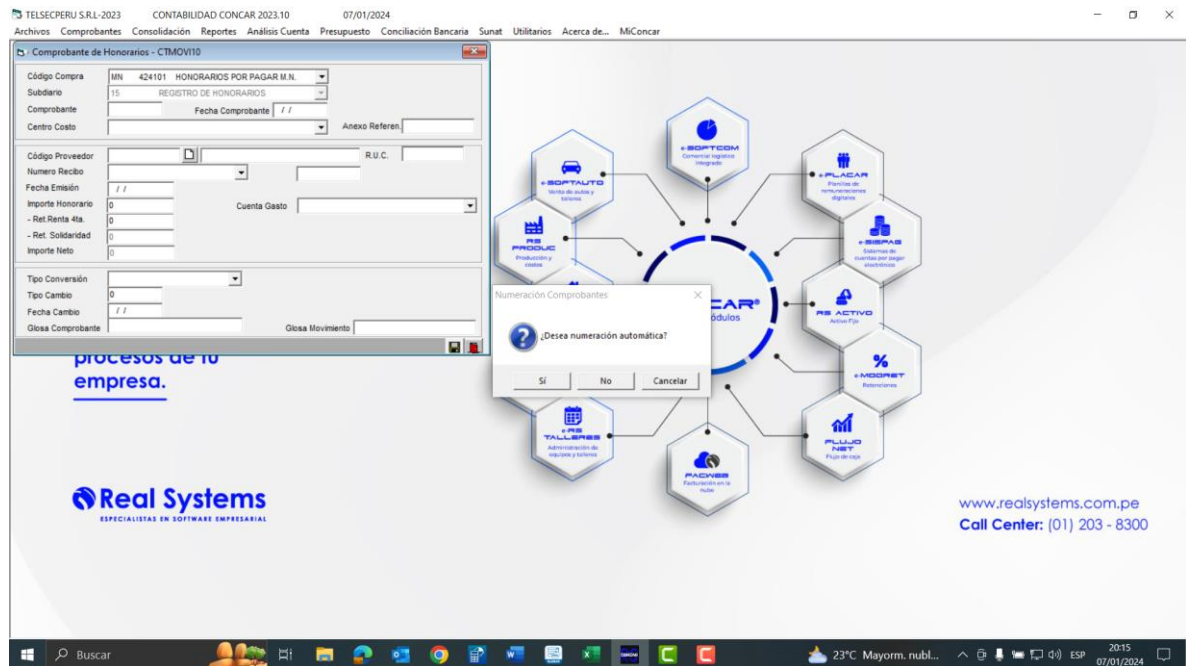 TELSECPERU S.R.L-2023 CONTABILIDAD CONCAR 2023.10 07/01/2024
Archivos Comprobantes Consolidación Reportes Análisis Cuenta Presupuesto Conciliación Bancaria Sunat Utilitarios Acerca de... MiConcar
Comprobante de Honorarios - CTMOVI10
Código Compra MN 424101 HONORARIOS POR PAGAR M.N.
Subdiario 15 REGISTRO DE HONORARIOS
Comprobante Fecha Comprobante / /
Centro Costo Anexo Referen.
Código Proveedor R.U.C.
Numero Recibo
Fecha Emisión / /
Importe Honorario 0 Cuenta Gasto
- Ret.Renta 4ta. 0
- Ret. Solidaridad 0
Importe Neto 0
Tipo Conversión
Tipo Cambio 0
Fecha Cambio / /
Glosa Comprobante Glosa Movimiento
procesos de tu
empresa.
Numeración Comprobantes
¿Desea numeración automática?
Sí No Cancelar
e-SOFTCOM
Comercial logístico
integrado
e-SOFTAUTO
Venta de autos y
talleres
e-PLACAR
Planillas de
remuneraciones
digitales
RS
PRODUC
Producción y
costos
e-SISPAG
Sistemas de
cuentas por pagar
electrónico
CAR®
ódulos
RS ACTIVO
Activo Fijo
e-MODRET
Retenciones
e-RS
TALLERES
Administración de
equipos y talleres
FLUJO
NET
Flujo de caja
FACWEB
Facturación en la
nube
Real Systems
ESPECIALISTAS EN SOFTWARE EMPRESARIAL
www.realsystems.com.pe
Call Center: (01) 203 - 8300
Buscar
23°C Mayorm. nubl...
ESP
20:15
07/01/2024